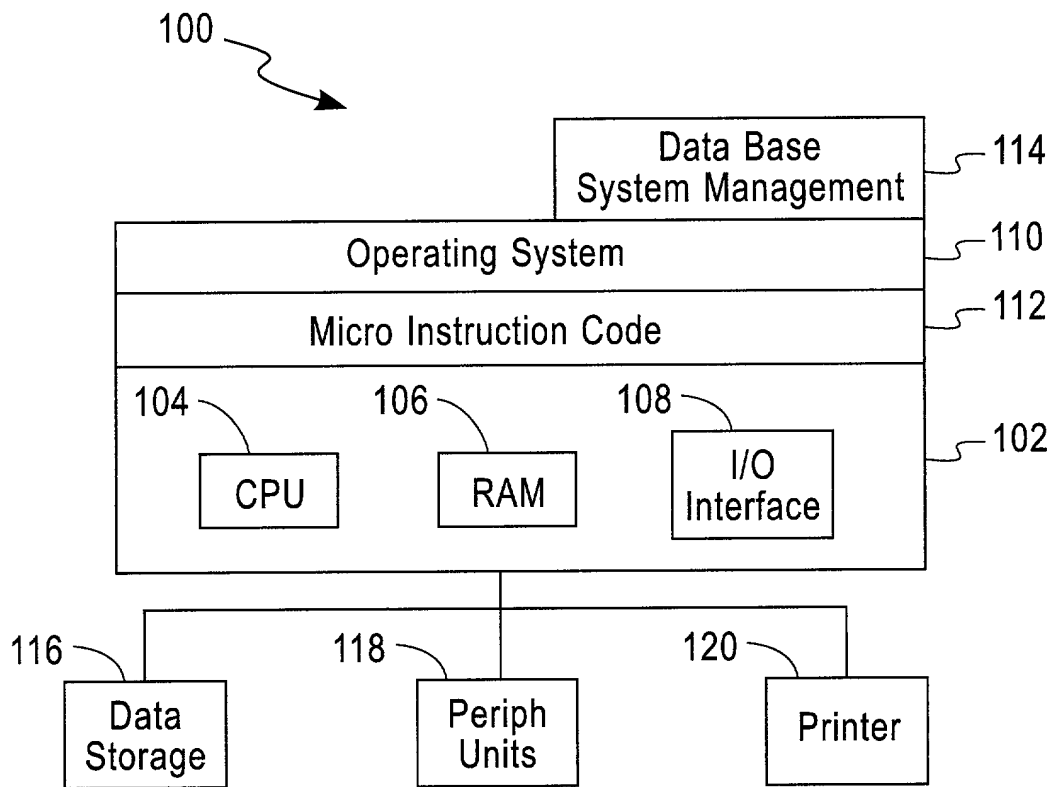 100
Data Base
System Management
114
Operating System
110
Micro Instruction Code
112
104
106
108
102
CPU
RAM
I/O
Interface
116
118
120
Data
Storage
Periph
Units
Printer